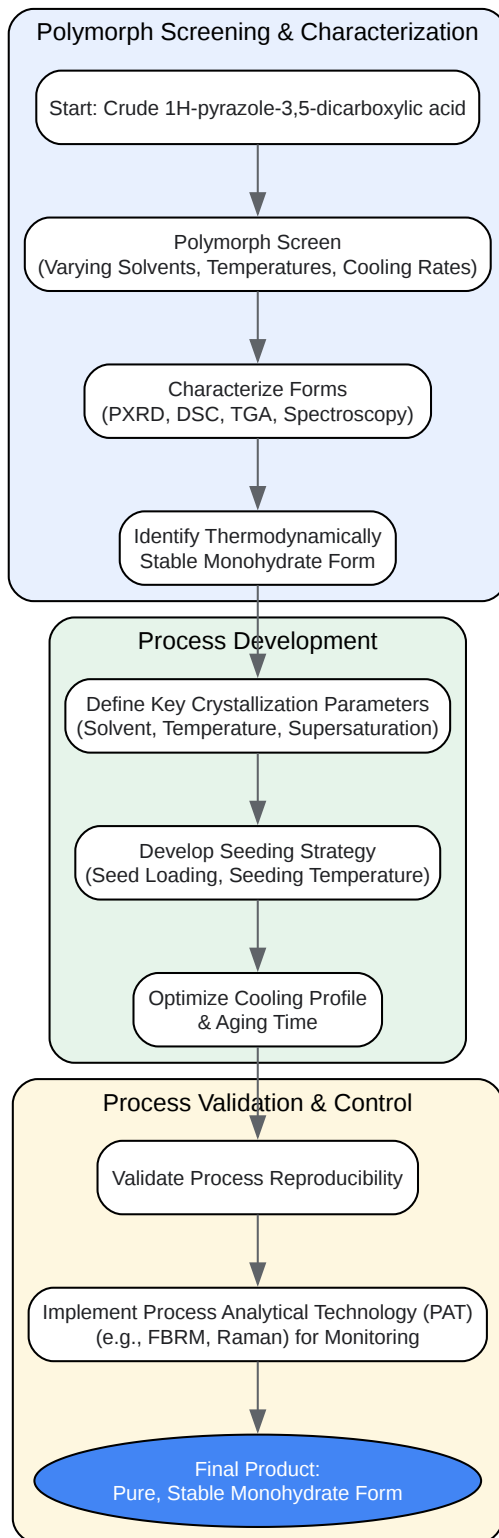 Polymorph Screening & Characterization
Start: Crude 1H-pyrazole-3,5-dicarboxylic acid
Polymorph Screen
(Varying Solvents, Temperatures, Cooling Rates)
Characterize Forms
(PXRD, DSC, TGA, Spectroscopy)
Identify Thermodynamically
Stable Monohydrate Form
Process Development
Define Key Crystallization Parameters
(Solvent, Temperature, Supersaturation)
Develop Seeding Strategy
(Seed Loading, Seeding Temperature)
Optimize Cooling Profile
& Aging Time
Process Validation & Control
Validate Process Reproducibility
Implement Process Analytical Technology (PAT)
(e.g., FBRM, Raman) for Monitoring
Final Product:
Pure, Stable Monohydrate Form